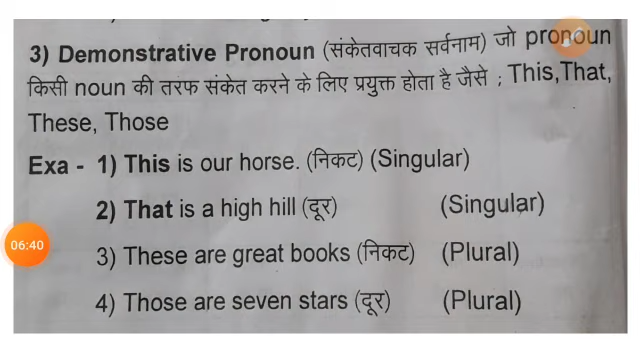 3) Demonstrative Pronoun (संकेतवाचक सर्वनाम) जो pronoun
किसी noun की तरफ संकेत करने के लिए प्रयुक्त होता है जैसे ; This,That,
These, Those
Exa - 1) This is our horse. (निकट) (Singular)
2) That is a high hill (दूर) (Singular)
06:40
3) These are great books (निकट) (Plural)
4) Those are seven stars (दूर) (Plural)